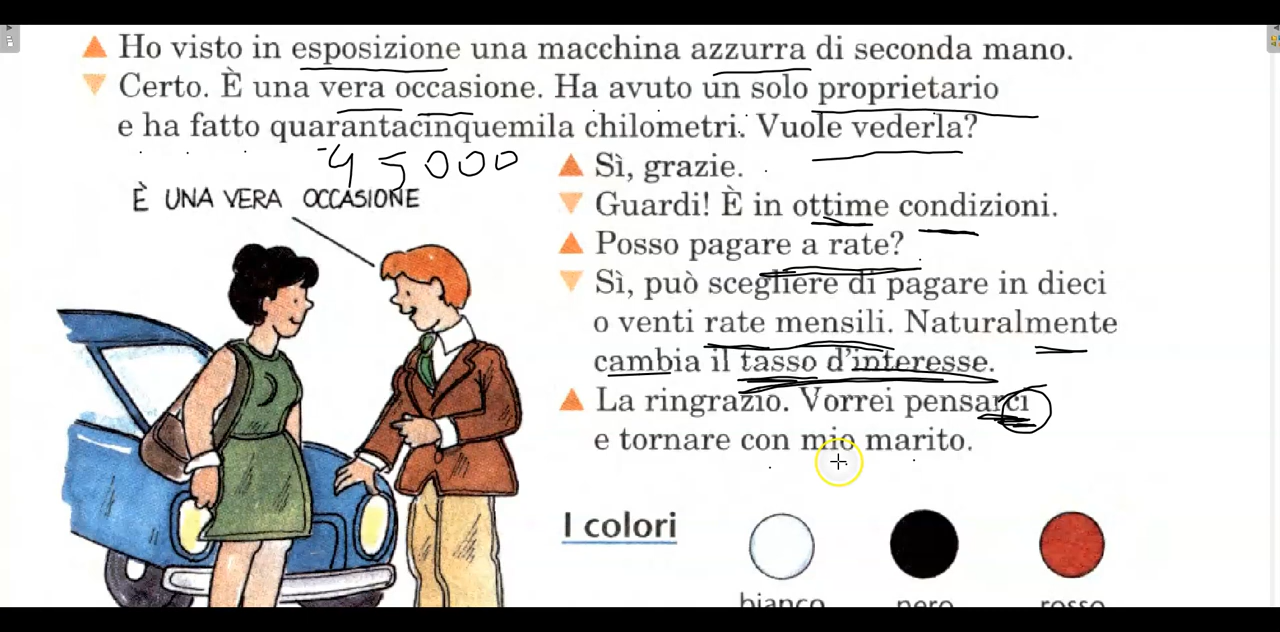 Ho visto in esposizione una macchina azzurra di seconda mano.
Certo. È una vera occasione. Ha avuto un solo proprietario
e ha fatto quarantacinquemila chilometri. Vuole vederla?
45000
Sì, grazie.
È UNA VERA OCCASIONE
Guardi! È in ottime condizioni.
Posso pagare a rate?
Sì, può scegliere di pagare in dieci
o venti rate mensili. Naturalmente
cambia il tasso d'interesse.
La ringrazio. Vorrei pensarci
e tornare con mio marito.
I colori
bianco nero rosso